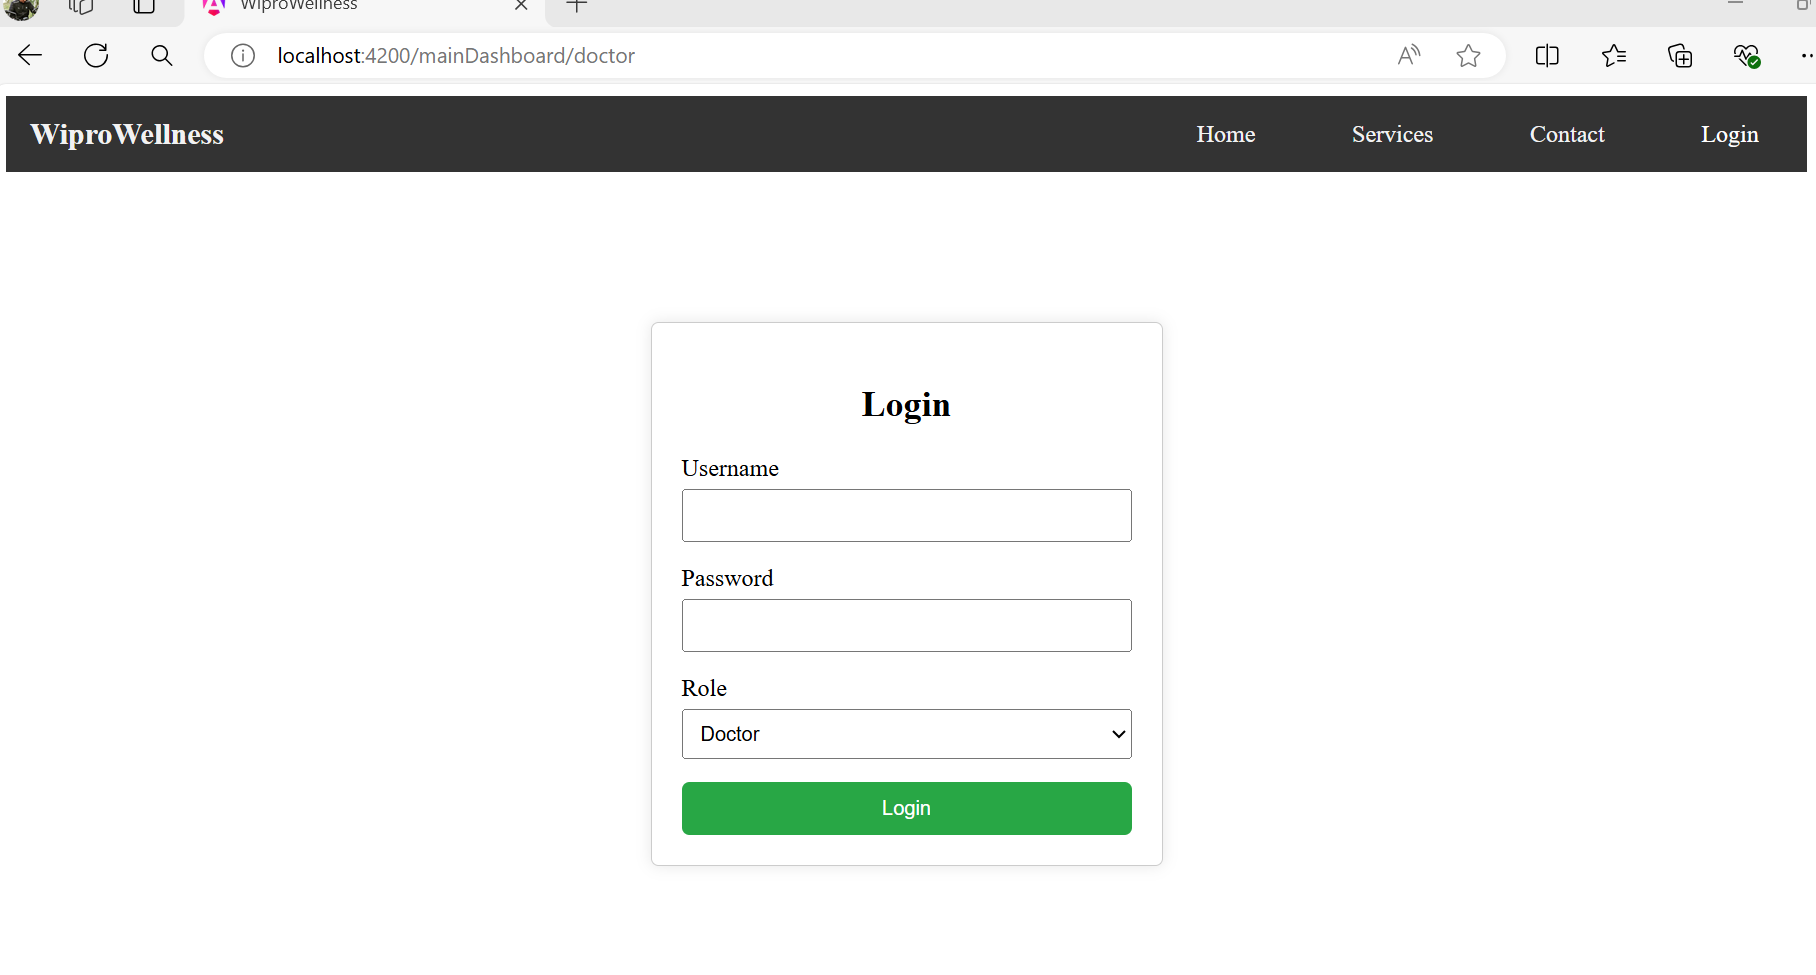 WiproWellness
localhost:4200/mainDashboard/doctor
WiproWellness Home Services Contact Login
Login
Username
Password
Role
Doctor
Login